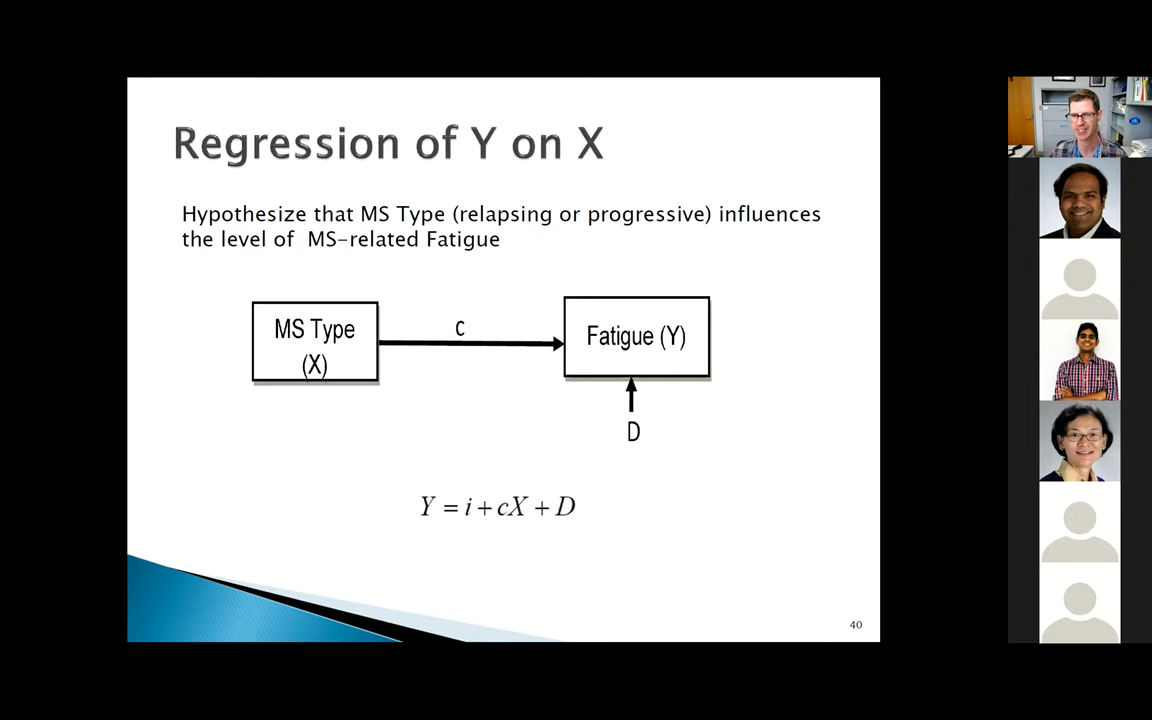 Regression of Y on X
Hypothesize that MS Type (relapsing or progressive) influences
the level of  MS-related Fatigue
MS Type
(X)
c
Fatigue (Y)
D
Y = i + cX + D
40